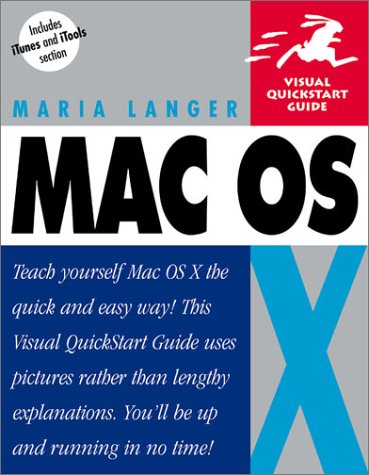 Includes
iTunes and iTools
section
VISUAL
QUICKSTART
GUIDE
MARIA LANGER
MAC OS
X
Teach yourself Mac OS X the
quick and easy way! This
Visual QuickStart Guide uses
pictures rather than lengthy
explanations. You'll be up
and running in no time!